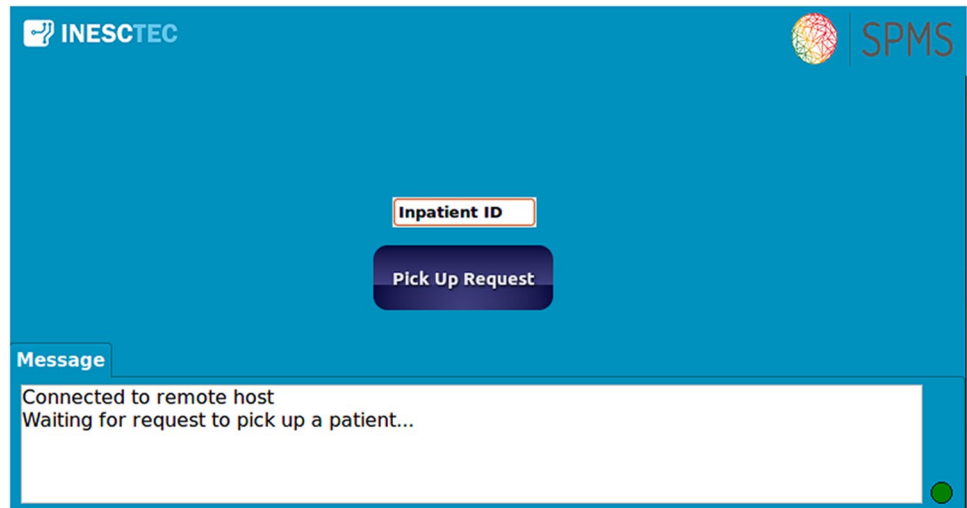 INESCTEC
SPMS
Inpatient ID
Pick Up Request
Message
Connected to remote host
Waiting for request to pick up a patient...